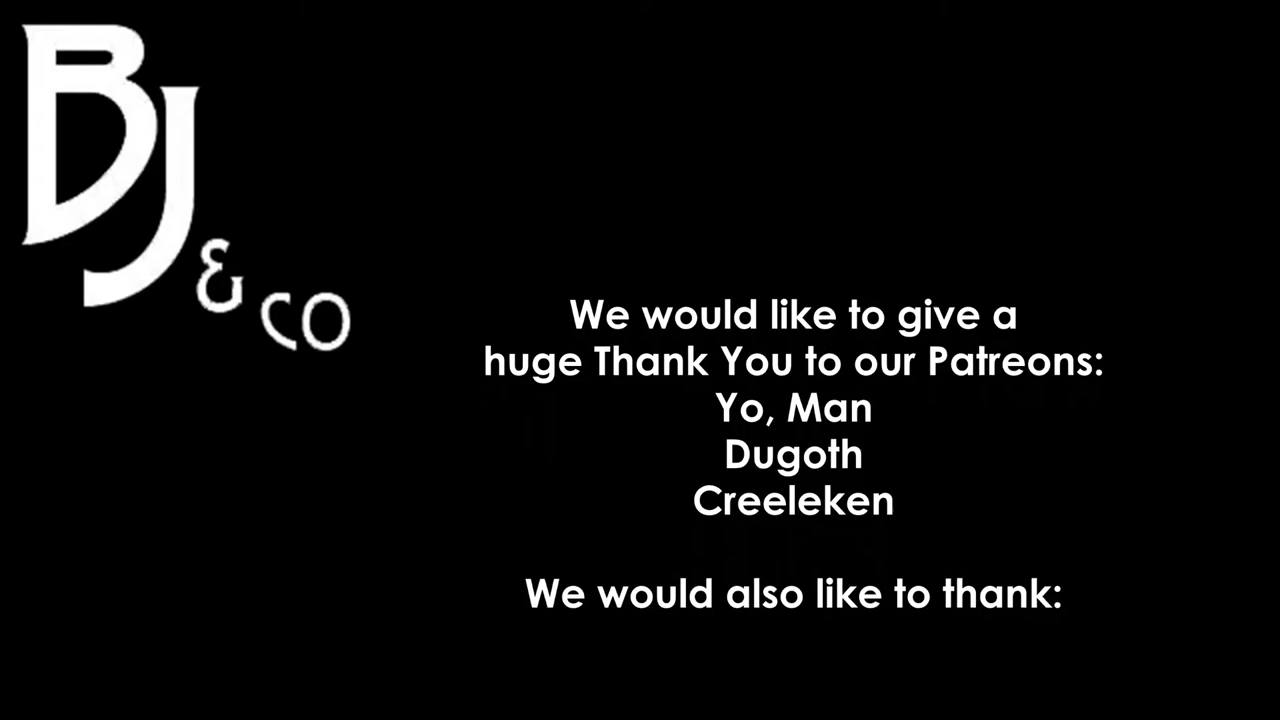 BJ
& co
We would like to give a
huge Thank You to our Patreons:
Yo, Man
Dugoth
Creeleken
We would also like to thank: